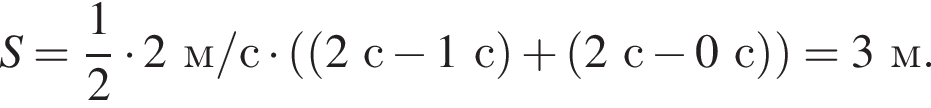 S = 1/2 · 2 м/с · ((2 с − 1 с) + (2 с − 0 с)) = 3 м.